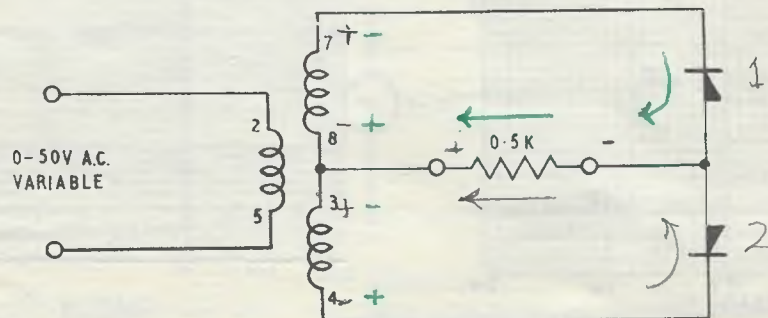 7 + -
1
2
8 - +
+ 0·5K -
0-50V A.C.
VARIABLE
3 + -
5
2
4 - +